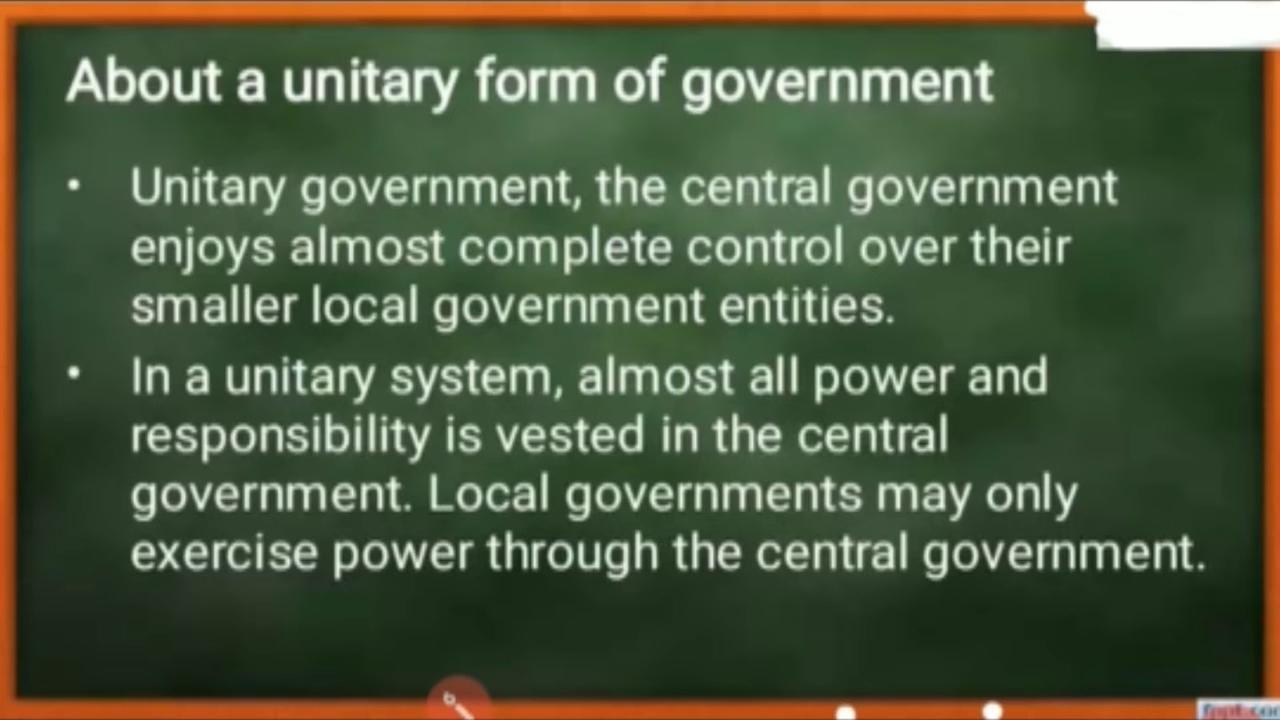 About a unitary form of government
• Unitary government, the central government
enjoys almost complete control over their
smaller local government entities.
• In a unitary system, almost all power and
responsibility is vested in the central
government. Local governments may only
exercise power through the central government.